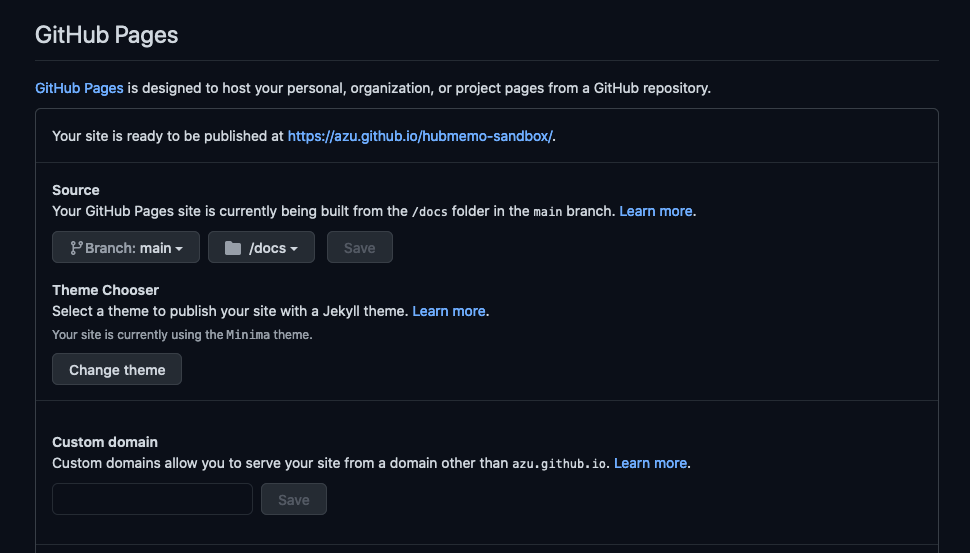 GitHub Pages
GitHub Pages is designed to host your personal, organization, or project pages from a GitHub repository.
Your site is ready to be published at https://azu.github.io/hubmemo-sandbox/.
Source
Your GitHub Pages site is currently being built from the /docs folder in the main branch. Learn more.
Branch: main /docs Save
Theme Chooser
Select a theme to publish your site with a Jekyll theme. Learn more.
Your site is currently using the Minima theme.
Change theme
Custom domain
Custom domains allow you to serve your site from a domain other than azu.github.io. Learn more.
Save